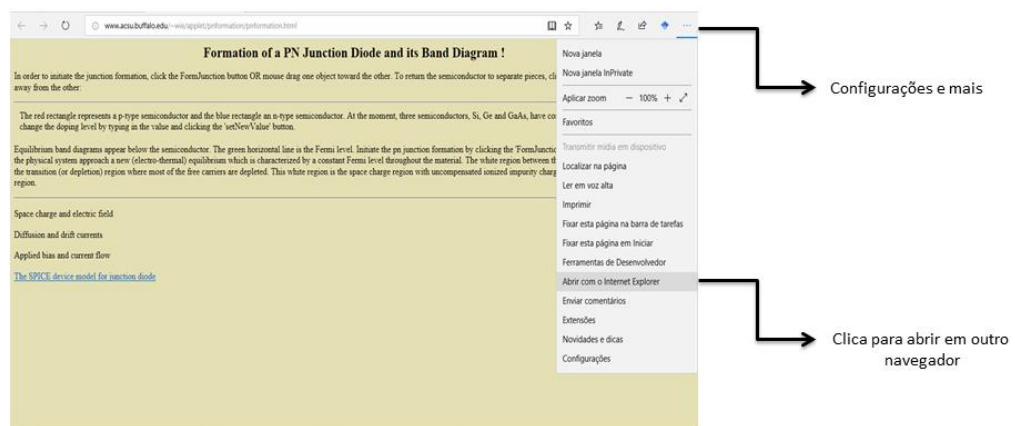 www.acsu.buffalo.edu/~wie/applet/pnformation/pnformation.html
Formation of a PN Junction Diode and its Band Diagram !
In order to initiate the junction formation, click the FormJunction button OR mouse drag one object toward the other. To return the semiconductor to separate pieces, cli
away from the other:
The red rectangle represents a p-type semiconductor and the blue rectangle an n-type semiconductor. At the moment, three semiconductors, Si, Ge and GaAs, have co
change the doping level by typing in the value and clicking the 'setNewValue' button.
Equilibrium band diagrams appear below the semiconductor. The green horizontal line is the Fermi level. Initiate the pn junction formation by clicking the 'FormJunctio
the physical system approach a new (electro-thermal) equilibrium which is characterized by a constant Fermi level throughout the material. The white region between th
the transition (or depletion) region where most of the free carriers are depleted. This white region is the space charge region with uncompensated ionized impurity charg
region.
Space charge and electric field
Diffusion and drift currents
Applied bias and current flow
The SPICE device model for junction diode
Nova janela
Nova janela InPrivate
Aplicar zoom − 100% +
Favoritos
Transmitir mídia em dispositivo
Localizar na página
Ler em voz alta
Imprimir
Fixar esta página na barra de tarefas
Fixar esta página em Iniciar
Ferramentas de Desenvolvedor
Abrir com o Internet Explorer
Enviar comentários
Extensões
Novidades e dicas
Configurações
Configurações e mais
Clica para abrir em outro
navegador